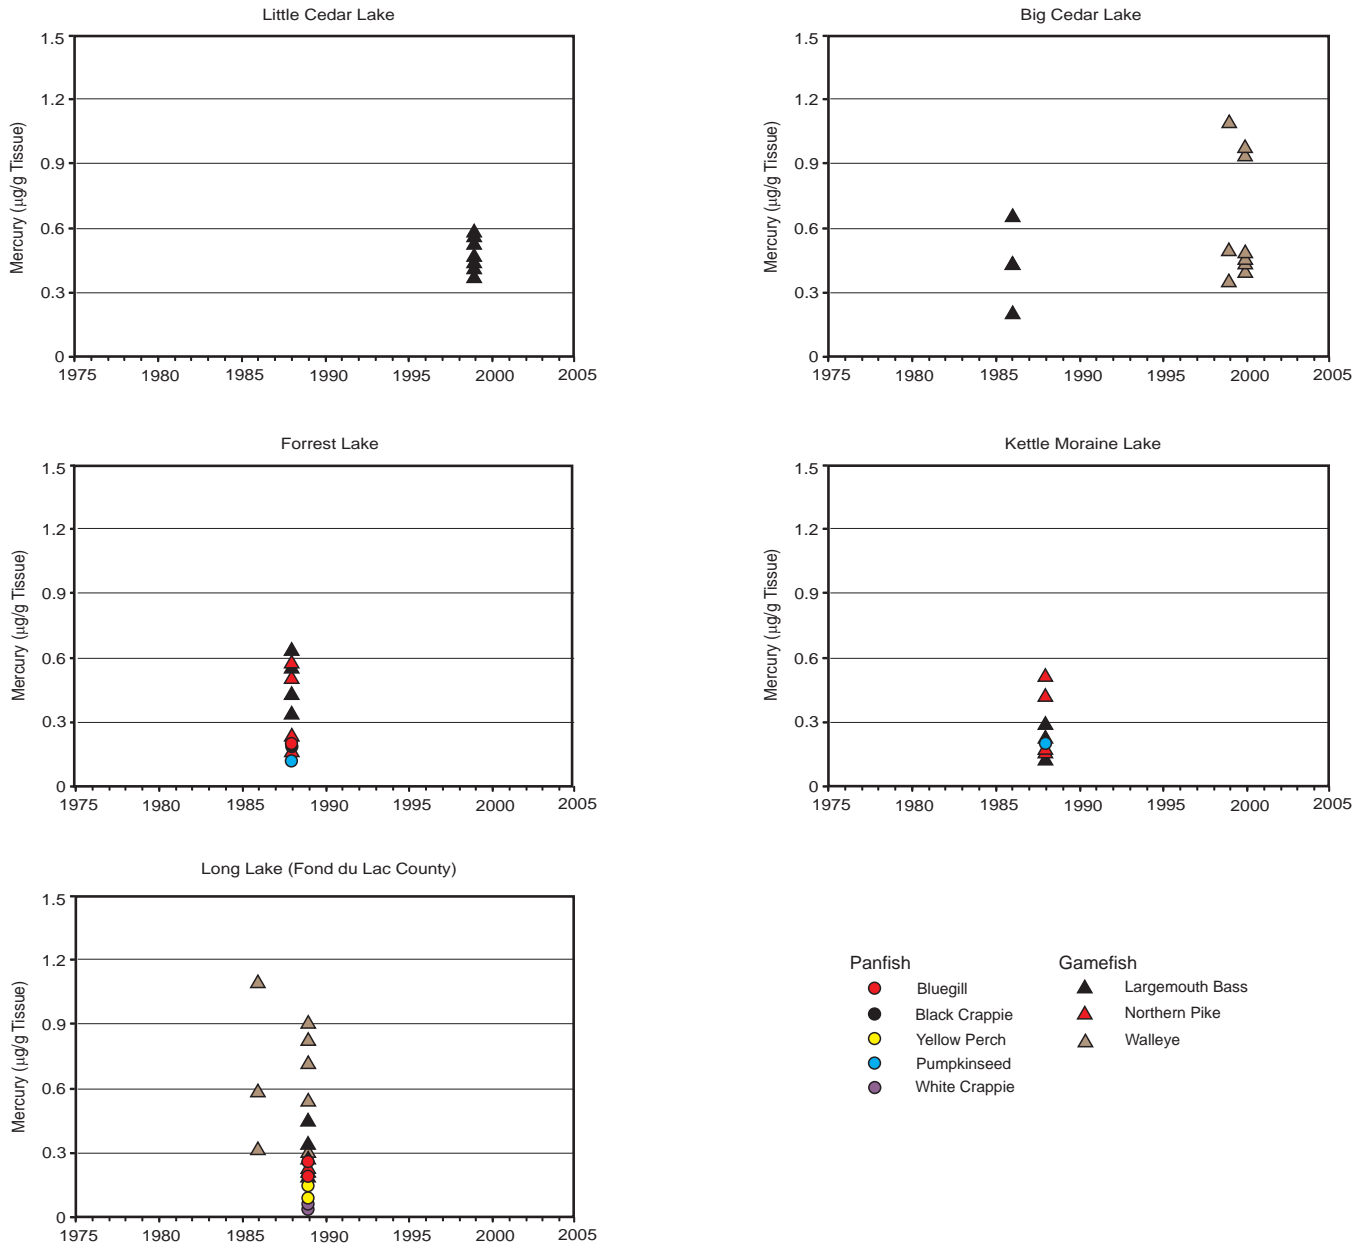 Little Cedar Lake
Mercury (µg/g Tissue)
1.5
1.2
0.9
0.6
0.3
0
1975 1980 1985 1990 1995 2000 2005
Big Cedar Lake
Mercury (µg/g Tissue)
1.5
1.2
0.9
0.6
0.3
0
1975 1980 1985 1990 1995 2000 2005
Forrest Lake
Mercury (µg/g Tissue)
1.5
1.2
0.9
0.6
0.3
0
1975 1980 1985 1990 1995 2000 2005
Kettle Moraine Lake
Mercury (µg/g Tissue)
1.5
1.2
0.9
0.6
0.3
0
1975 1980 1985 1990 1995 2000 2005
Long Lake (Fond du Lac County)
Mercury (µg/g Tissue)
1.5
1.2
0.9
0.6
0.3
0
1975 1980 1985 1990 1995 2000 2005
Panfish
Bluegill
Black Crappie
Yellow Perch
Pumpkinseed
White Crappie
Gamefish
Largemouth Bass
Northern Pike
Walleye